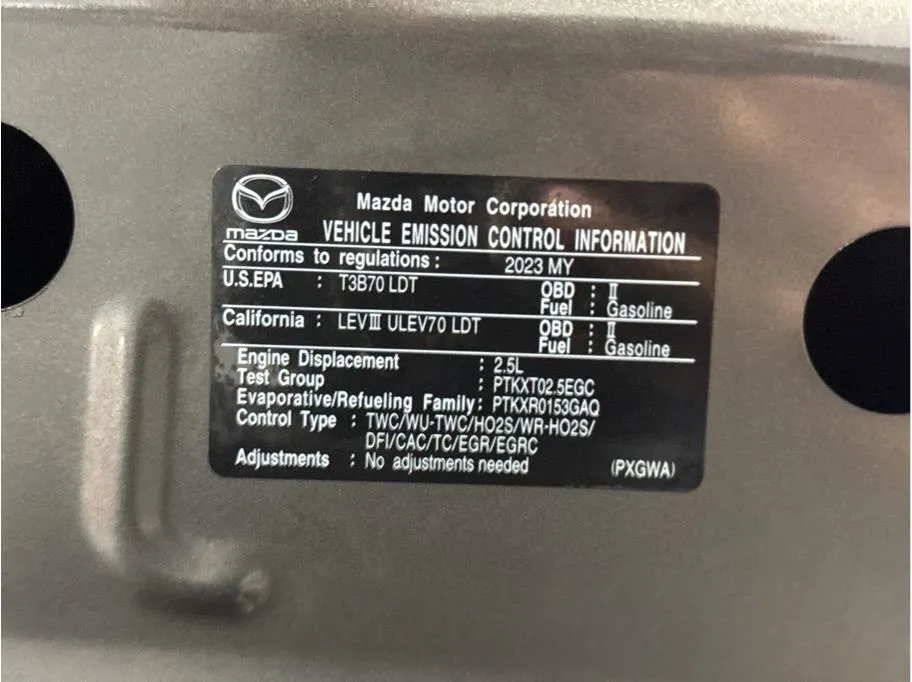 mazda
Mazda Motor Corporation
VEHICLE EMISSION CONTROL INFORMATION
Conforms to regulations : 2023 MY
U.S.EPA : T3B70 LDT OBD : Ⅱ
Fuel : Gasoline
California : LEVⅢ ULEV70 LDT OBD : Ⅱ
Fuel : Gasoline
Engine Displacement : 2.5L
Test Group : PTKXT02.5EGC
Evaporative/Refueling Family: PTKXR0153GAQ
Control Type : TWC/WU-TWC/HO2S/WR-HO2S/
DFI/CAC/TC/EGR/EGRC
Adjustments : No adjustments needed (PXGWA)